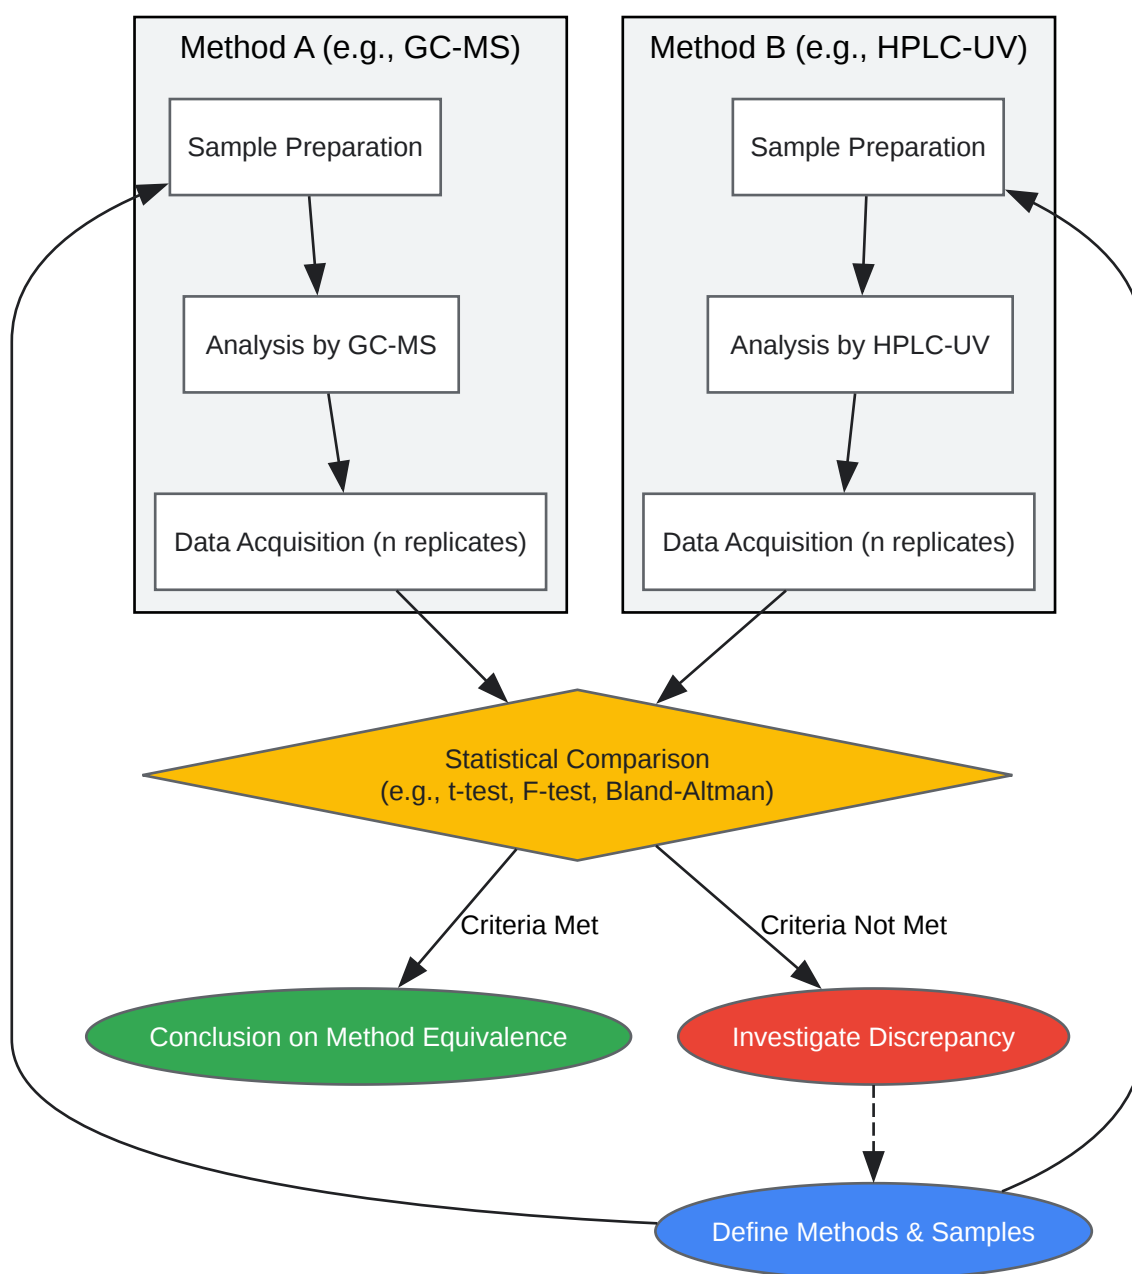 Method A (e.g., GC-MS)
Sample Preparation
Analysis by GC-MS
Data Acquisition (n replicates)
Method B (e.g., HPLC-UV)
Sample Preparation
Analysis by HPLC-UV
Data Acquisition (n replicates)
Statistical Comparison
(e.g., t-test, F-test, Bland-Altman)
Criteria Met
Criteria Not Met
Conclusion on Method Equivalence
Investigate Discrepancy
Define Methods & Samples